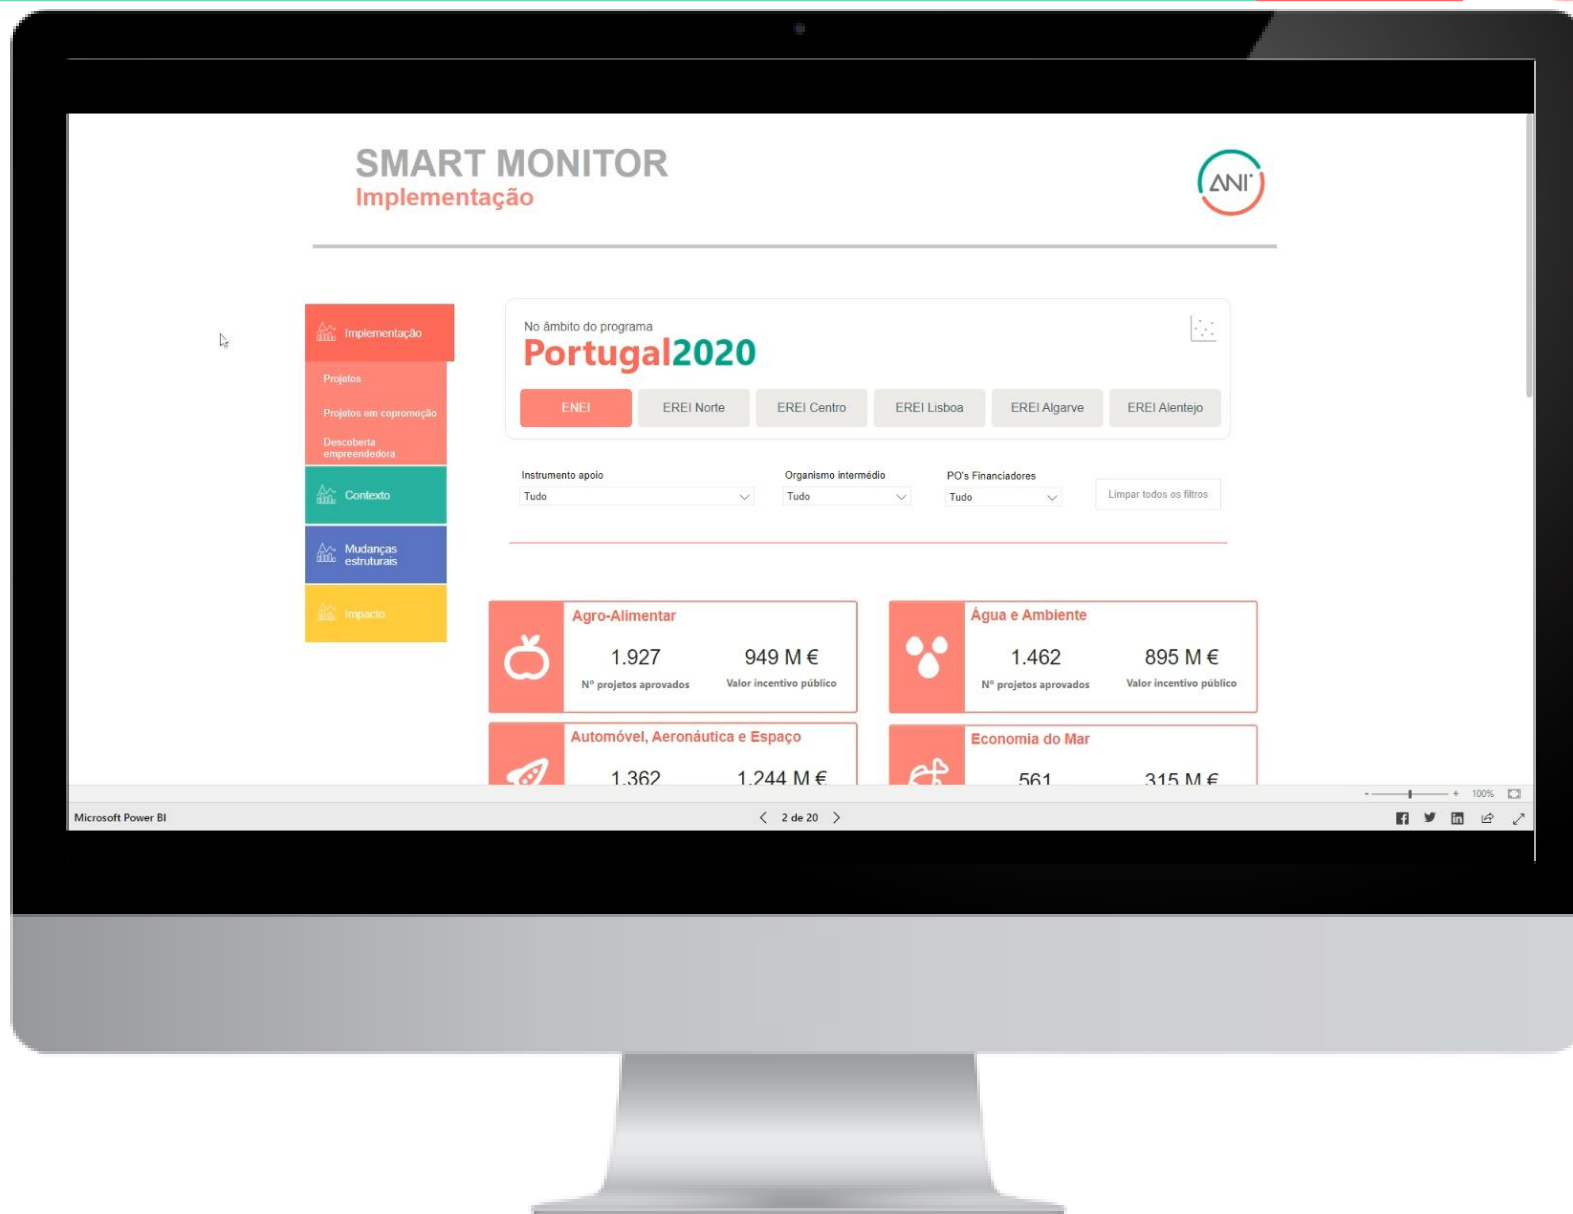 SMART MONITOR
Implementação
ANI
Implementação
Projetos
Projetos em copromoção
Descoberta
empreendedora
Contexto
Mudanças
estruturais
Impacto
No âmbito do programa
Portugal2020
ENEI
EREI Norte
EREI Centro
EREI Lisboa
EREI Algarve
EREI Alentejo
Instrumento apoio
Tudo
Organismo intermédio
Tudo
PO's Financiadores
Tudo
Limpar todos os filtros
Agro-Alimentar
1.927
Nº projetos aprovados
949 M €
Valor incentivo público
Água e Ambiente
1.462
Nº projetos aprovados
895 M €
Valor incentivo público
Automóvel, Aeronáutica e Espaço
1.362
1.244 M €
Economia do Mar
561
315 M €
- + 100%
Microsoft Power BI
< 2 de 20 >